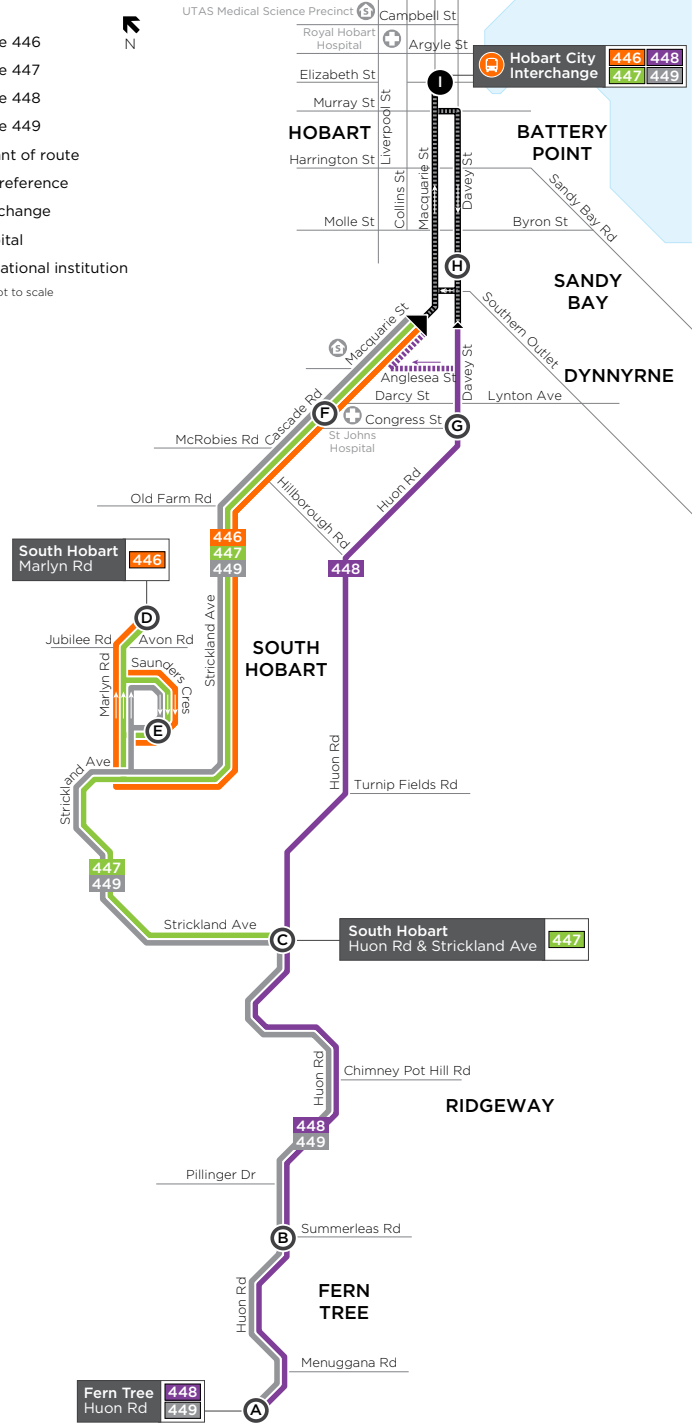 UTAS Medical Science Precinct
S
Campbell St
N
Royal Hobart
Hospital
Argyle St
e 446
e 447
e 448
e 449
nt of route
reference
change
ital
ational institution
ot to scale
Elizabeth St
I
Hobart City
Interchange
446 448
447 449
Murray St
HOBART
Liverpool St
BATTERY
POINT
Harrington St
Collins St
Macquarie St
Davey St
Sandy Bay Rd
Molle St
Byron St
H
SANDY
BAY
Southern Outlet
Macquarie St
S
Davey St
Anglesea St
DYNNYRNE
Darcy St
Lynton Ave
Cascade Rd
F
Congress St
G
St Johns
Hospital
McRobies Rd
Huon Rd
Old Farm Rd
Hillborough Rd
446
447
449
448
South Hobart
Marlyn Rd
446
D
Jubilee Rd
Avon Rd
Strickland Ave
SOUTH
HOBART
Saunders Cres
Marlyn Rd
E
Strickland Ave
Huon Rd
Turnip Fields Rd
447
449
Strickland Ave
C
South Hobart
Huon Rd & Strickland Ave
447
Huon Rd
Chimney Pot Hill Rd
RIDGEWAY
448
449
Pillinger Dr
B
Summerleas Rd
Huon Rd
FERN
TREE
Menuggana Rd
Fern Tree
Huon Rd
448
449
A